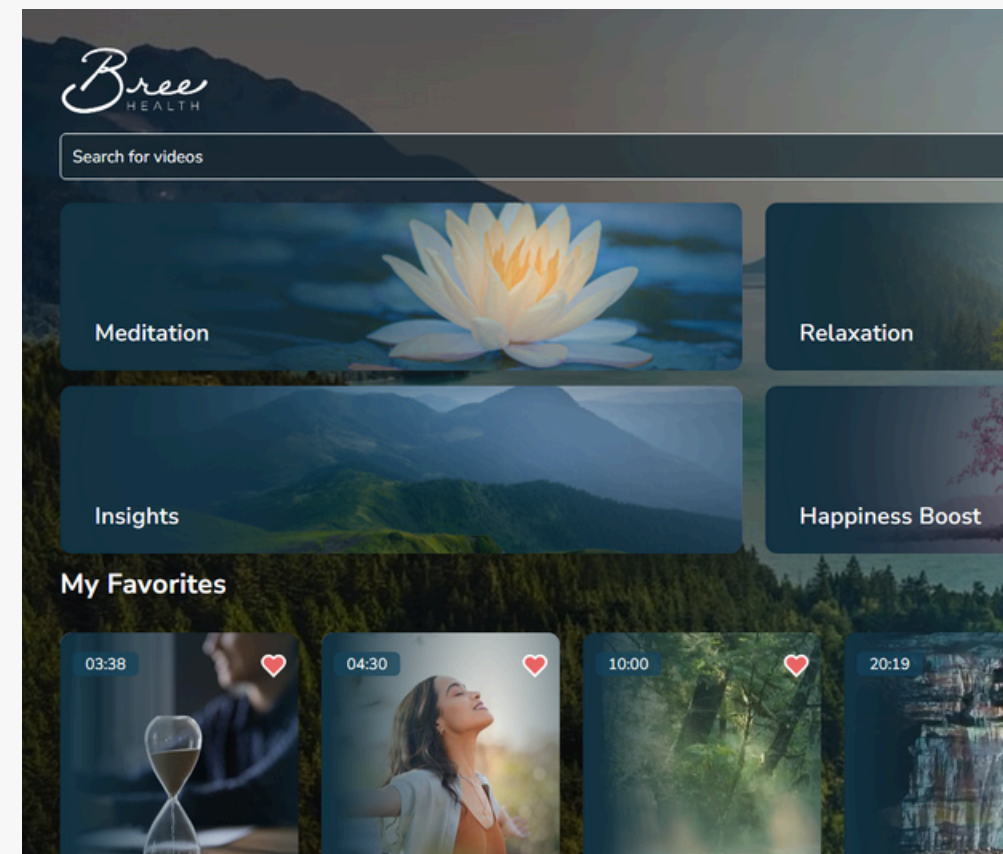 Bree
HEALTH
Search for videos
Meditation
Relaxation
Insights
Happiness Boost
My Favorites
03:38
04:30
10:00
20:19